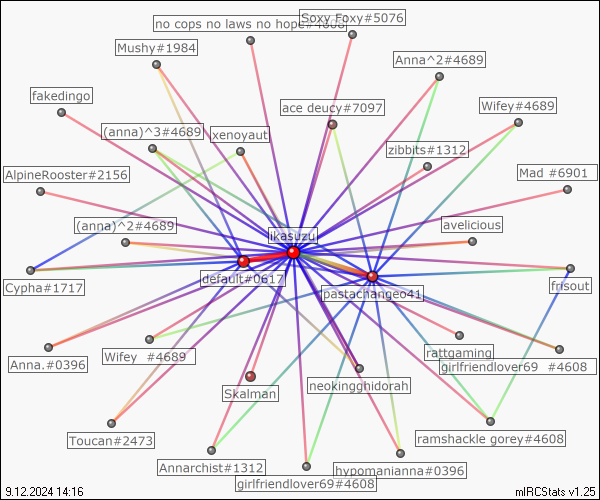 no cops no laws no hope#4608
Soxy Foxy#5076
Mushy#1984
Anna^2#4689
fakedingo
ace deucy#7097
Wifey#4689
(anna)^3#4689
xenoyaut
zibbits#1312
AlpineRooster#2156
Mad #6901
(anna)^2#4689
avelicious
ikasuzu
Cypha#1717
default#0617
frisout
pastachangeo41
Anna.#0396
Wifey #4689
rattgaming
girlfriendlover69 #4608
neokingghidorah
Skalman
Toucan#2473
ramshackle gorey#4608
Annarchist#1312
hypomanianna#0396
girlfriendlover69#4608
9.12.2024 14:16
mIRCStats v1.25